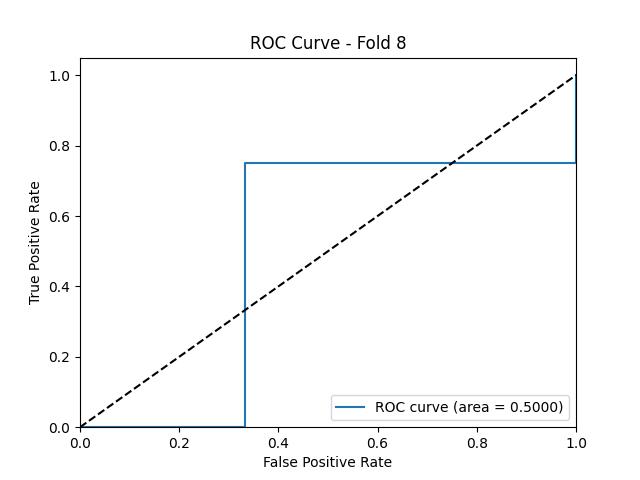 ROC Curve - Fold 8
True Positive Rate
1.0
0.8
0.6
0.4
0.2
0.0
ROC curve (area = 0.5000)
0.0 0.2 0.4 0.6 0.8 1.0
False Positive Rate